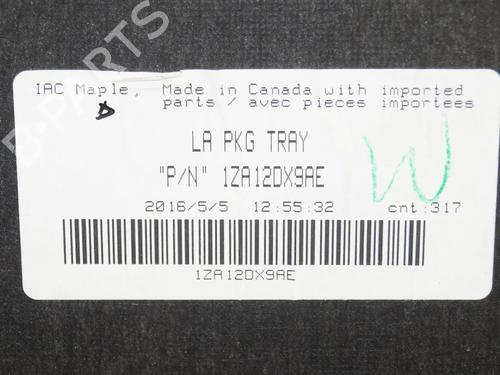 IAC Maple, Made in Canada with imported
parts / avec pieces importees
LA PKG TRAY
"P/N" 1ZA12DX9AE
W
2016/5/5 12:55:32 cnt:317
1ZA12DX9AE
B-PARTS